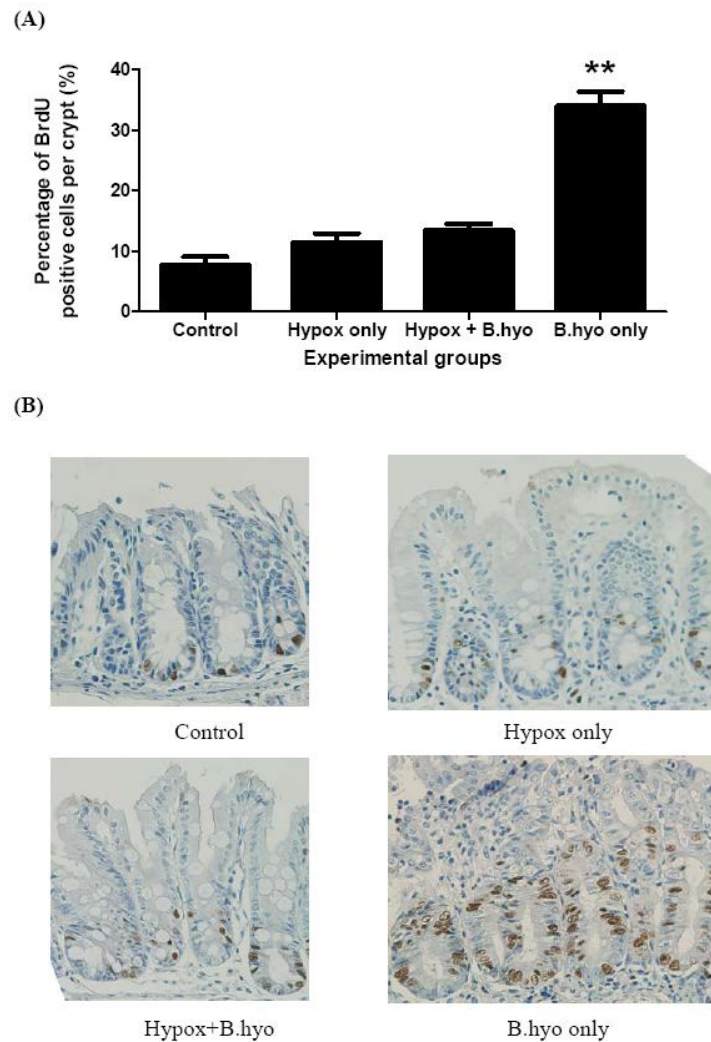 (A)
Percentage of BrdU
positive cells per crypt (%)
40
30
20
10
0
**
Control Hypox only Hypox + B.hyo B.hyo only
Experimental groups
(B)
Control Hypox only
Hypox+B.hyo B.hyo only